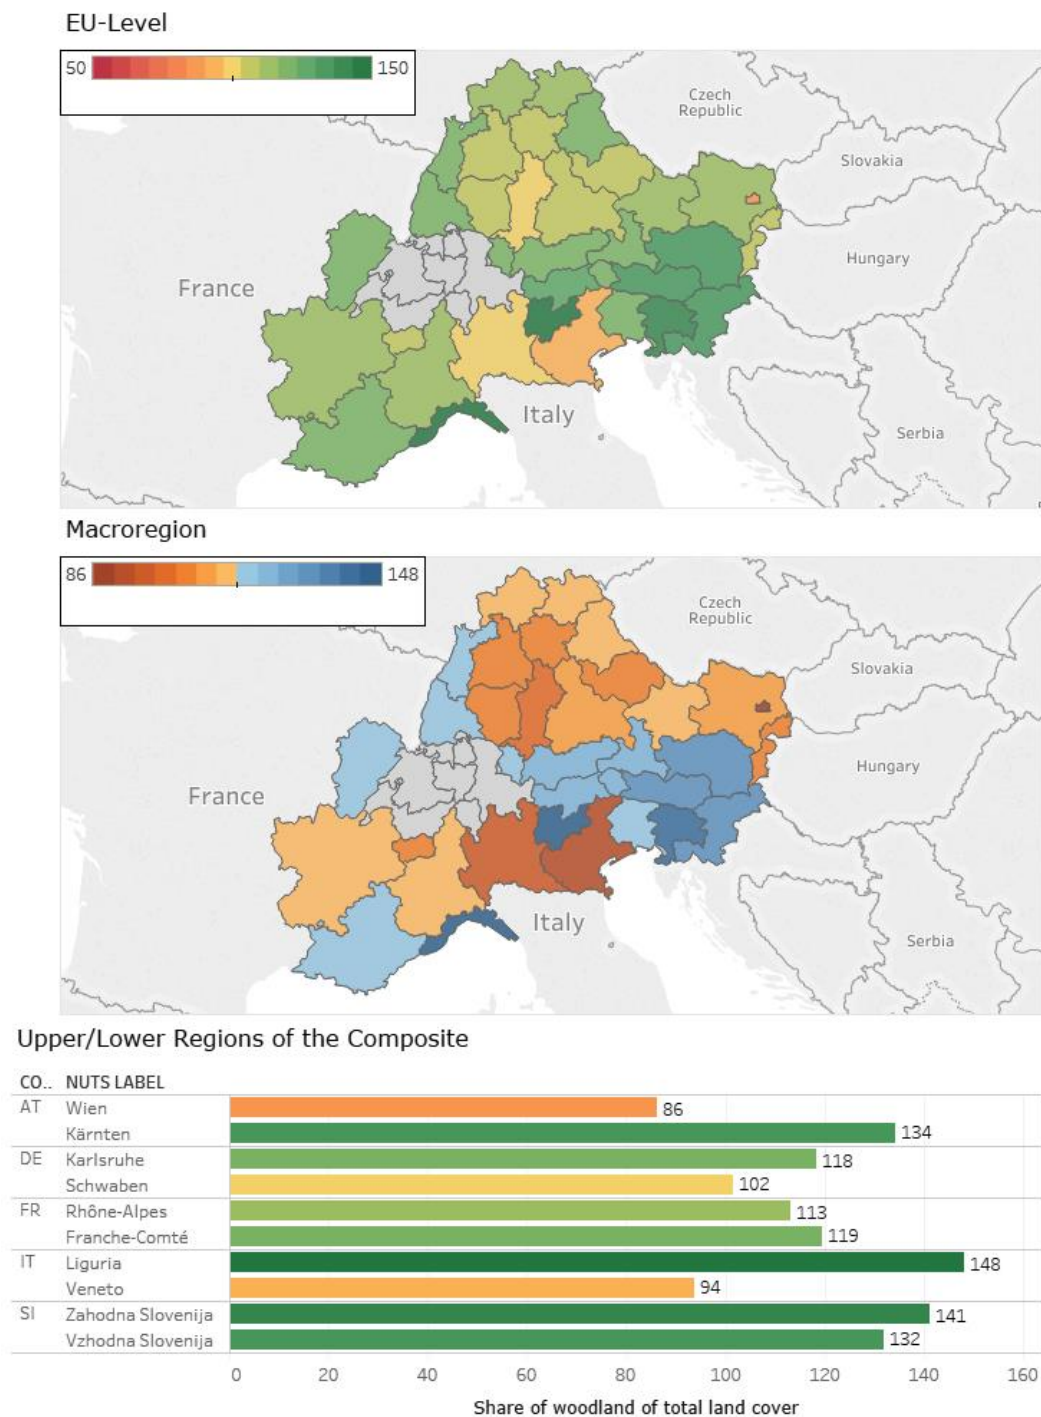 EU-Level
50 150
Czech
Republic
Slovakia
Hungary
France
Italy
Serbia
Macroregion
86 148
Czech
Republic
Slovakia
Hungary
France
Italy
Serbia
Upper/Lower Regions of the Composite
CO.. NUTS LABEL
AT Wien 86
Kärnten 134
DE Karlsruhe 118
Schwaben 102
FR Rhône-Alpes 113
Franche-Comté 119
IT Liguria 148
Veneto 94
SI Zahodna Slovenija 141
Vzhodna Slovenija 132
0 20 40 60 80 100 120 140 160
Share of woodland of total land cover